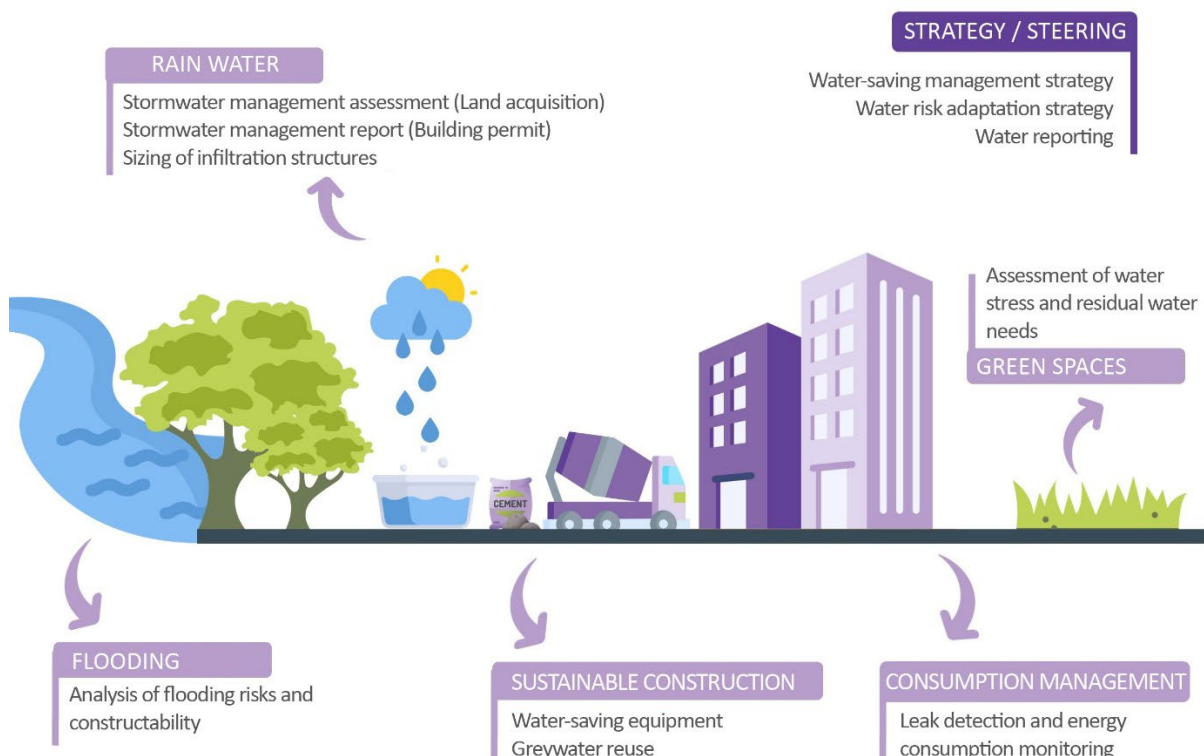 STRATEGY / STEERING
Water-saving management strategy
Water risk adaptation strategy
Water reporting
RAIN WATER
Stormwater management assessment (Land acquisition)
Stormwater management report (Building permit)
Sizing of infiltration structures
Assessment of water
stress and residual water
needs
GREEN SPACES
CEMENT
FLOODING
Analysis of flooding risks and
constructability
SUSTAINABLE CONSTRUCTION
Water-saving equipment
Greywater reuse
CONSUMPTION MANAGEMENT
Leak detection and energy
consumption monitoring